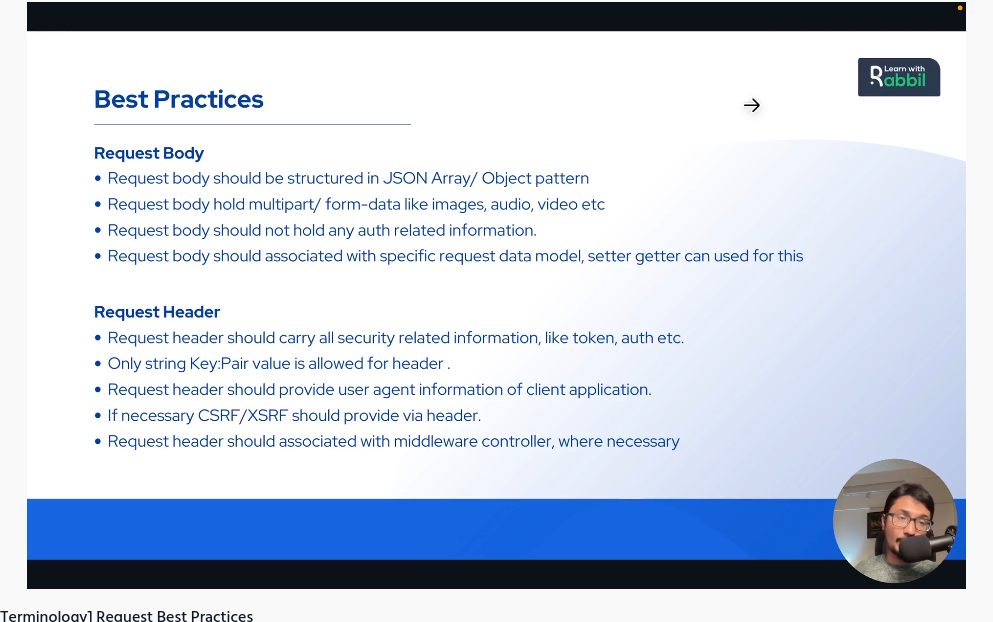 Learn with
Rabbil
Best Practices
Request Body
• Request body should be structured in JSON Array/ Object pattern
• Request body hold multipart/ form-data like images, audio, video etc
• Request body should not hold any auth related information.
• Request body should associated with specific request data model, setter getter can used for this
Request Header
• Request header should carry all security related information, like token, auth etc.
• Only string Key:Pair value is allowed for header .
• Request header should provide user agent information of client application.
• If necessary CSRF/XSRF should provide via header.
• Request header should associated with middleware controller, where necessary
Terminology] Request Best Practices